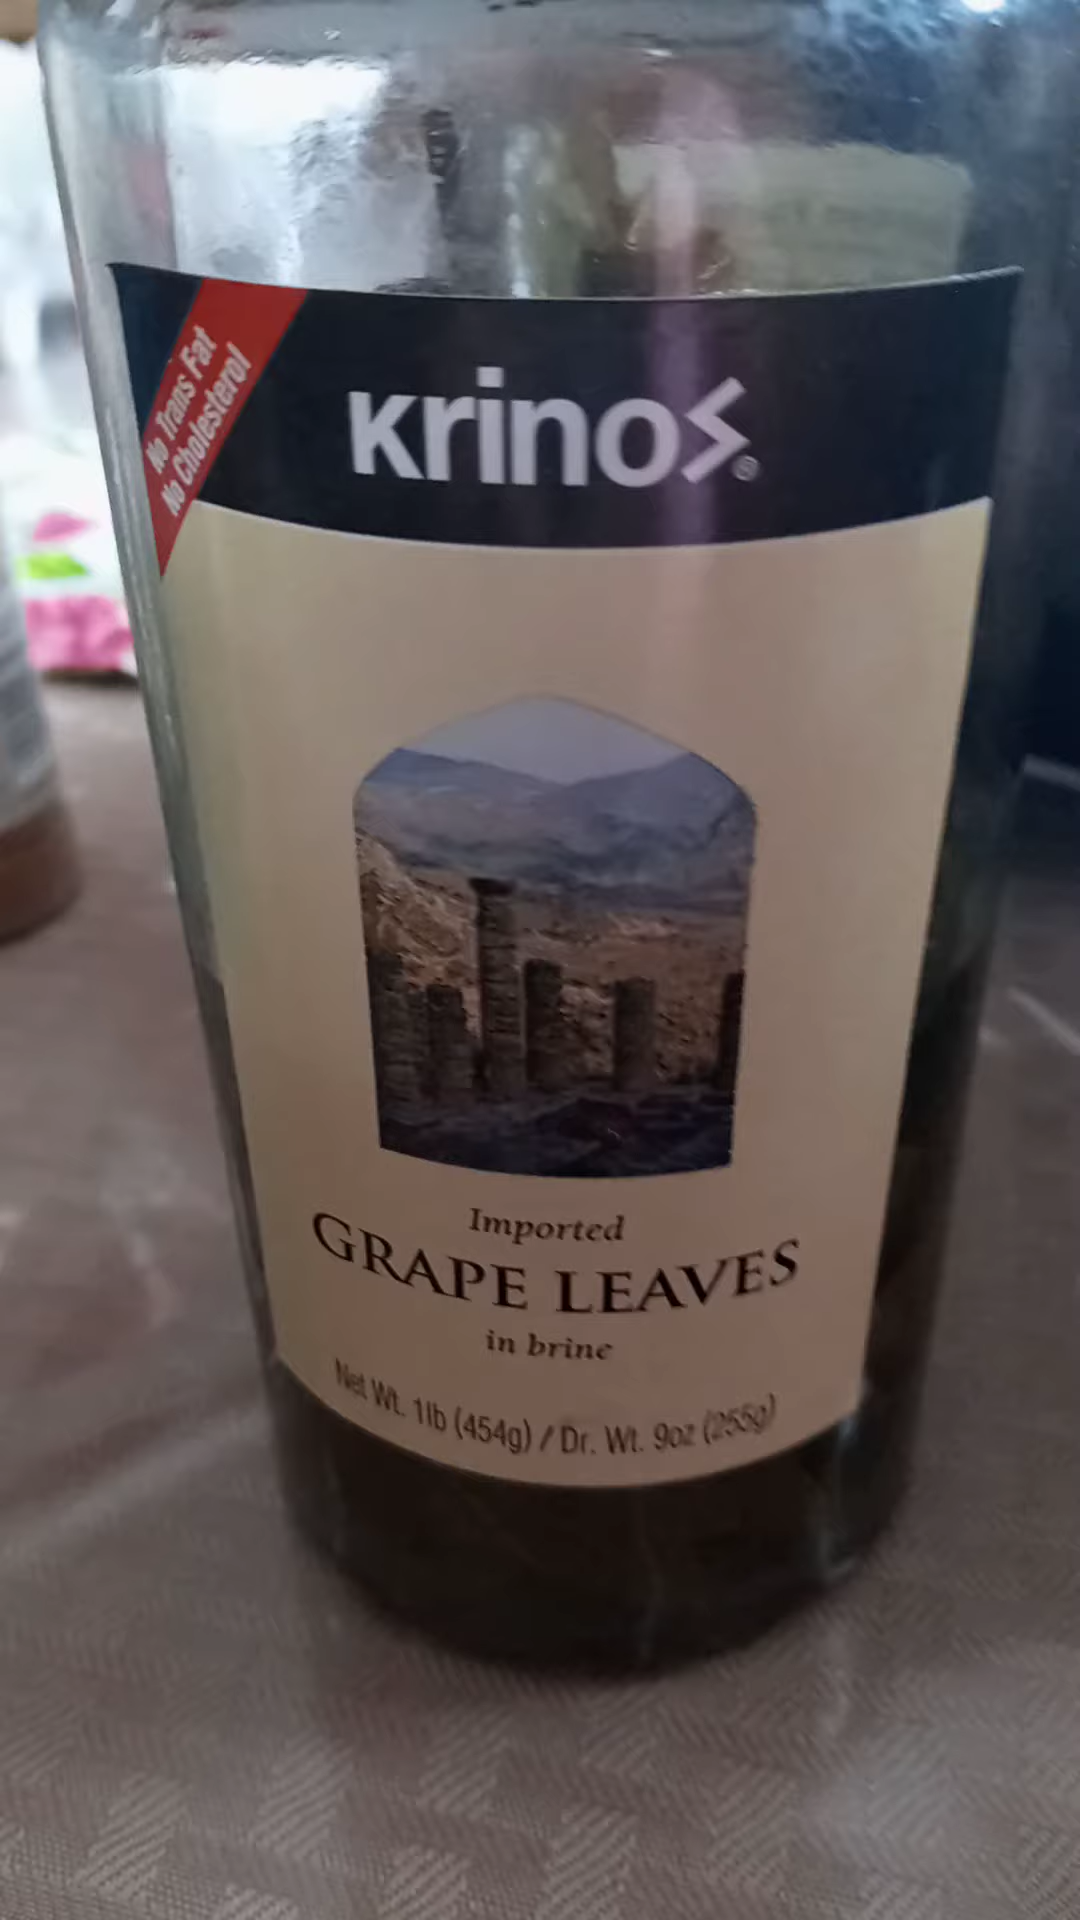 No Trans Fat
No Cholesterol
krinos®
Imported
GRAPE LEAVES
in brine
Net Wt. 1lb (454g) / Dr. Wt. 9oz (255g)